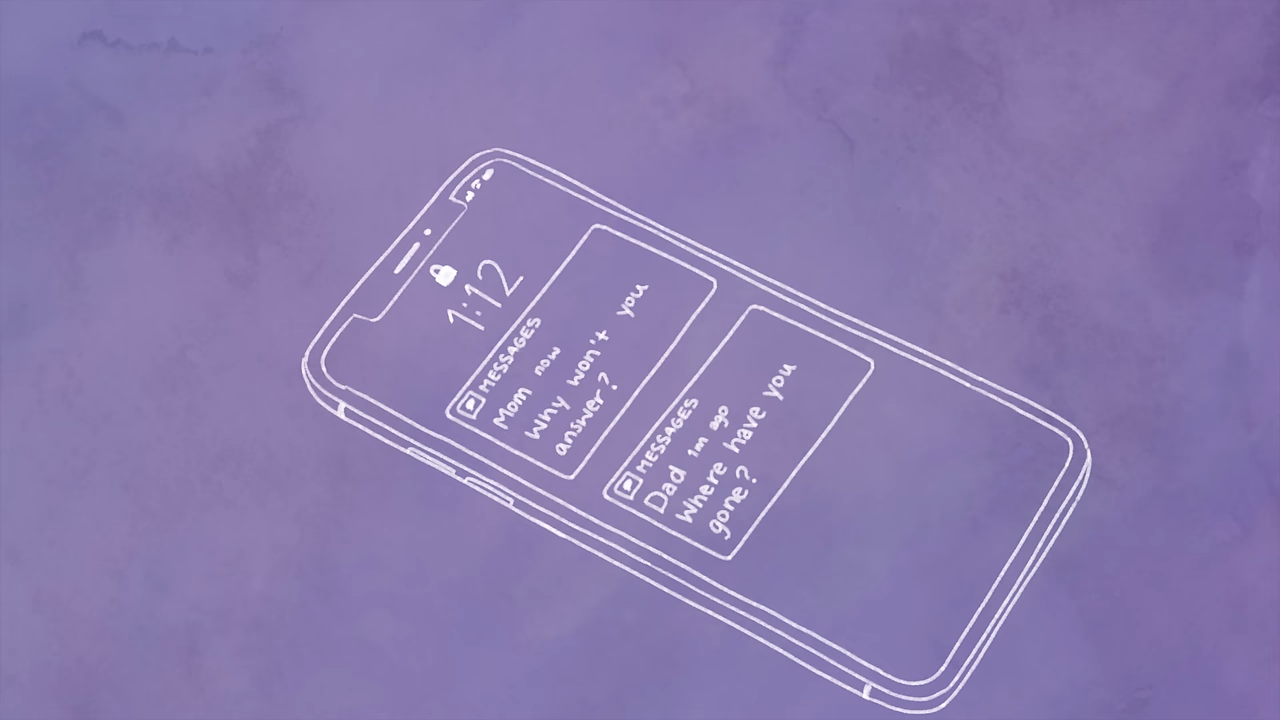 1:12
MESSAGES
Mom now
Why won't you
answer?
MESSAGES
Dad 1m ago
Where have you
gone?